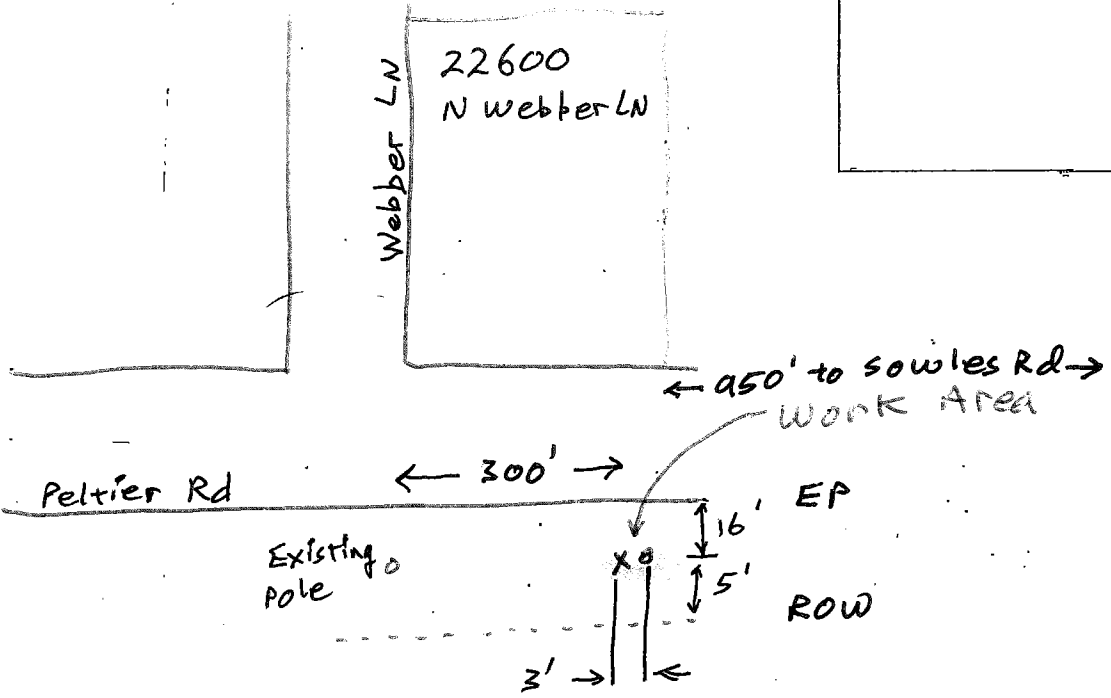 22600
N Webber LN
Webber LN
← 950' to Sowles Rd →
Work Area
← 300' →
Peltier Rd
EP
16'
Existing
pole
x o
5'
ROW
3' → ←